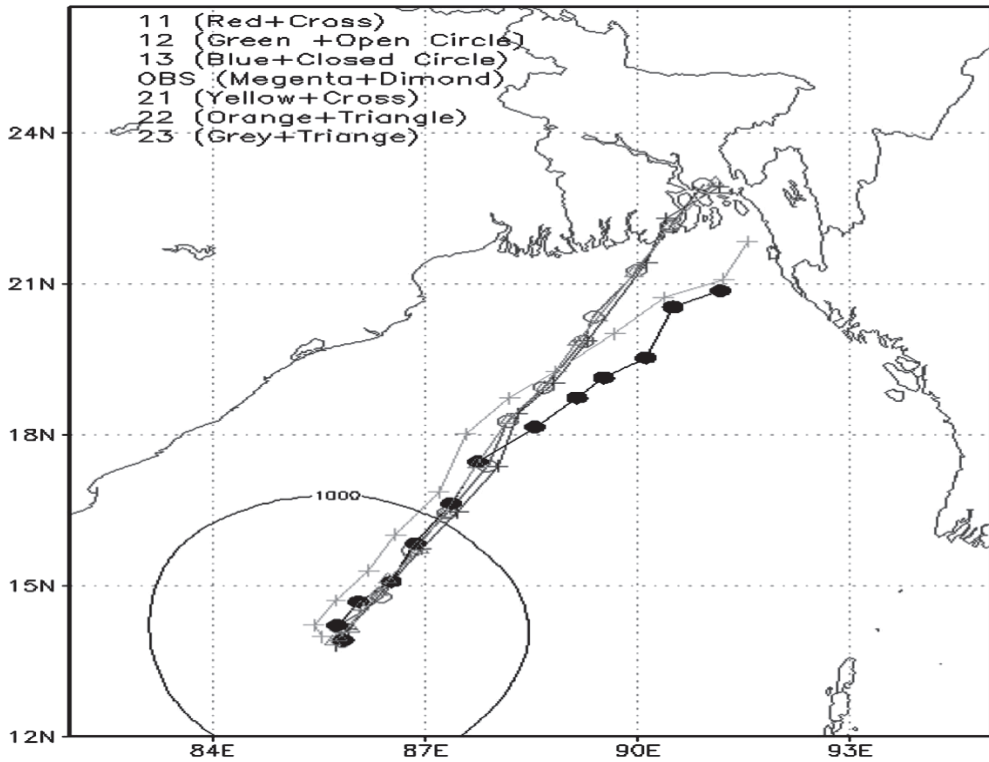 11 (Red+Cross)
12 (Green +Open Circle)
13 (Blue+Closed Circle)
OBS (Megenta+Dimond)
21 (Yellow+Cross)
22 (Orange+Triangle)
23 (Grey+Triange)
24N
21N
18N
1000
15N
12N
84E 87E 90E 93E